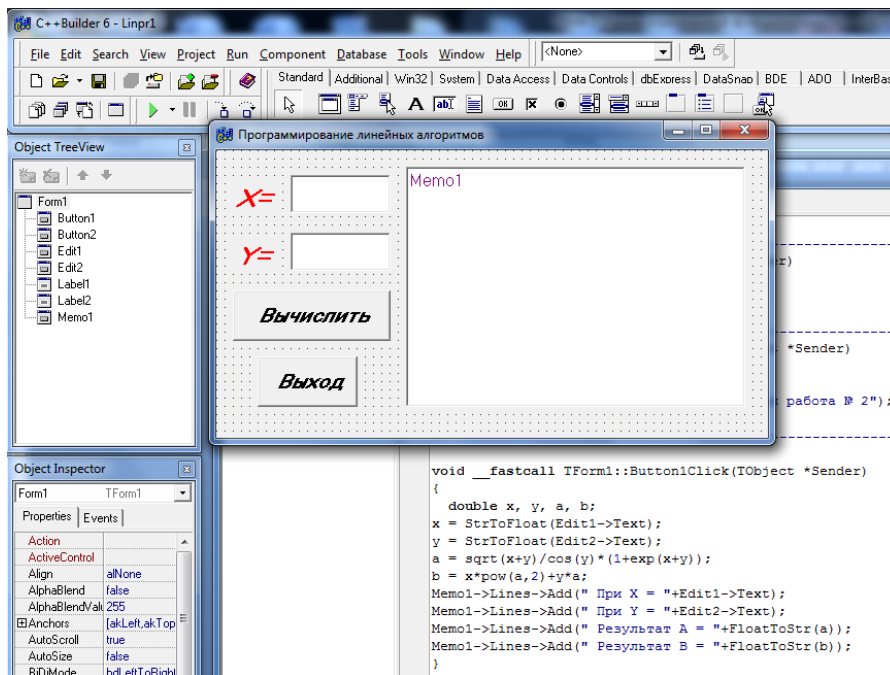 C++Builder 6 - Linpr1
File Edit Search View Project Run Component Database Tools Window Help <None>
Standard Additional Win32 System Data Access Data Controls dbExpress DataSnap BDE ADO InterBas
Object TreeView
Form1
Button1
Button2
Edit1
Edit2
Label1
Label2
Memo1
Программирование линейных алгоритмов
X=
Y=
Вычислить
Выход
Memo1
r)
*Sender)
работа № 2");
Object Inspector
Form1 TForm1
Properties Events
Action
ActiveControl
Align alNone
AlphaBlend false
AlphaBlendValu 255
Anchors [akLeft,akTop
AutoScroll true
AutoSize false
BiDiMode bdLeftToRight
void __fastcall TForm1::Button1Click(TObject *Sender)
{
double x, y, a, b;
x = StrToFloat(Edit1->Text);
y = StrToFloat(Edit2->Text);
a = sqrt(x+y)/cos(y)*(1+exp(x+y));
b = x*pow(a,2)+y*a;
Memo1->Lines->Add(" При X = "+Edit1->Text);
Memo1->Lines->Add(" При Y = "+Edit2->Text);
Memo1->Lines->Add(" Результат A = "+FloatToStr(a));
Memo1->Lines->Add(" Результат B = "+FloatToStr(b));
}